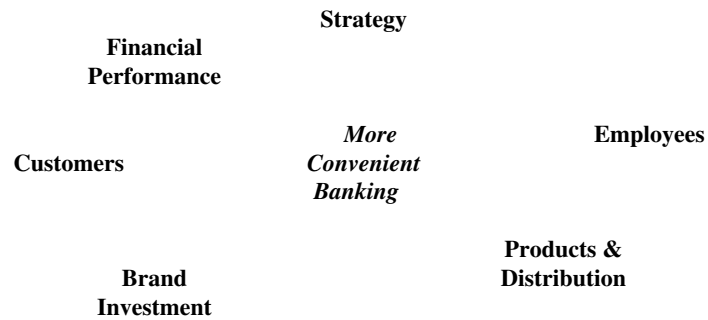 Strategy
Financial
Performance
More
Convenient
Banking
Employees
Customers
Products &
Distribution
Brand
Investment